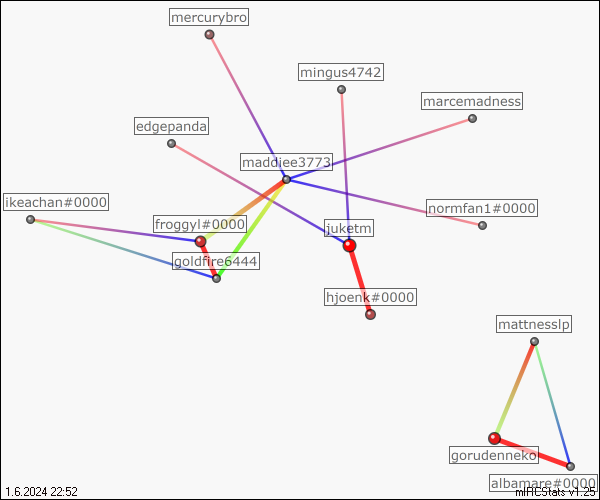 mercurybro
mingus4742
marcemadness
edgepanda
maddiee3773
ikeachan#0000
normfan1#0000
froggyl#0000
juketm
goldfire6444
hjoenk#0000
mattnesslp
gorudenneko
albamare#0000
1.6.2024 22:52
mIRCStats v1.25